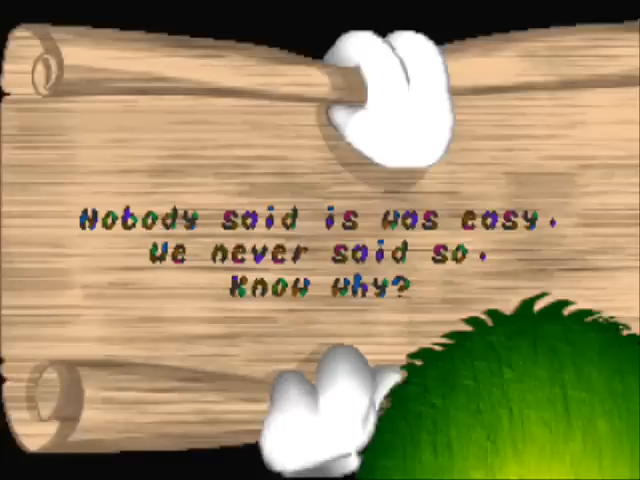 Nobody said is was easy.
We never said so.
Know why?